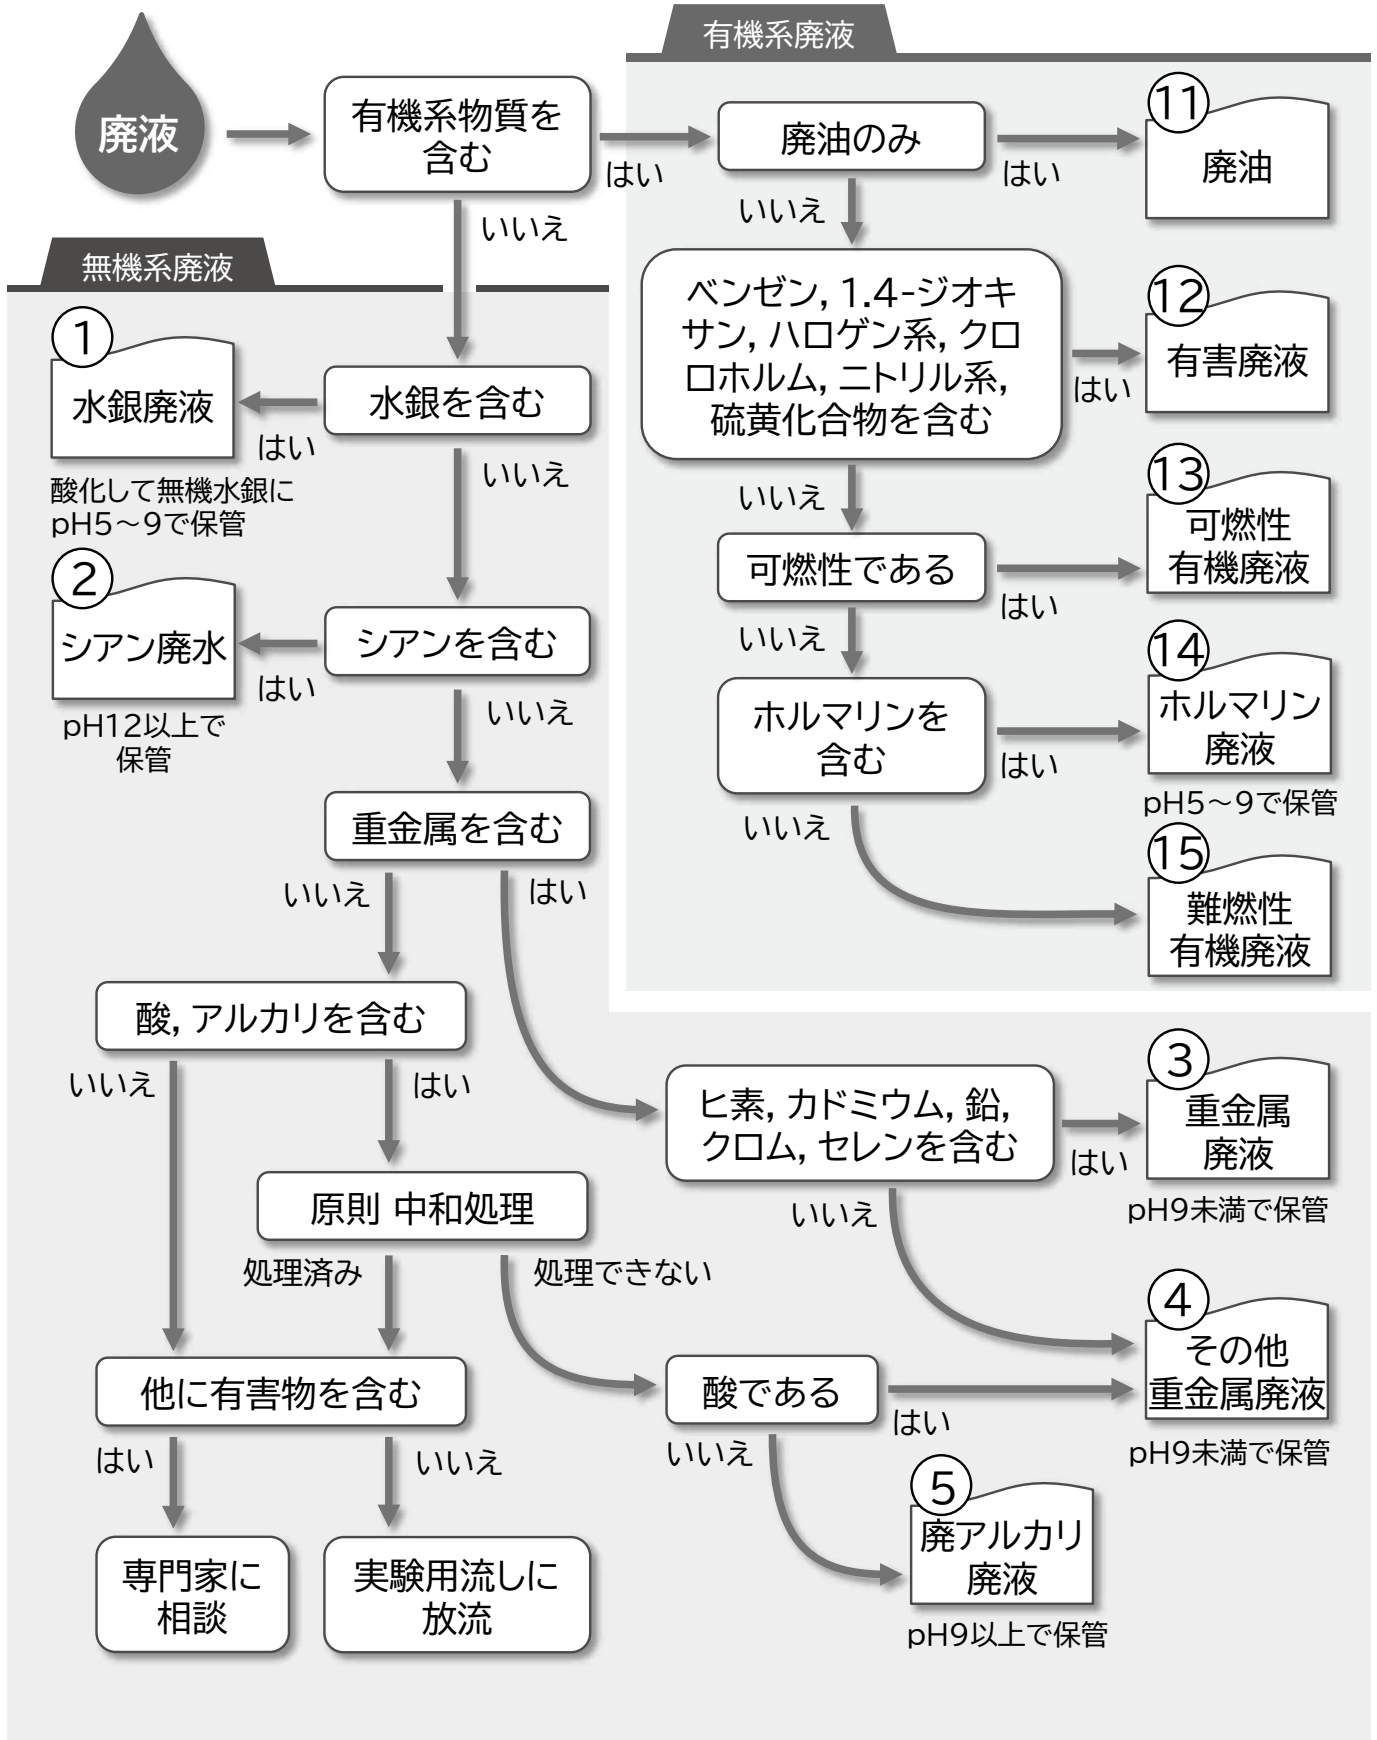 廃液
有機系物質を
含む
はい
いいえ
有機系廃液
廃油のみ
はい
11
廃油
いいえ
ベンゼン, 1.4-ジオキ
サン, ハロゲン系, クロ
ロホルム, ニトリル系,
硫黄化合物を含む
はい
12
有害廃液
いいえ
可燃性である
はい
13
可燃性
有機廃液
いいえ
ホルマリンを
含む
はい
14
ホルマリン
廃液
pH5～9で保管
いいえ
15
難燃性
有機廃液
無機系廃液
水銀を含む
はい
1
水銀廃液
酸化して無機水銀に
pH5～9で保管
いいえ
シアンを含む
はい
2
シアン廃水
pH12以上で
保管
いいえ
重金属を含む
いいえ
はい
酸, アルカリを含む
いいえ
はい
ヒ素, カドミウム, 鉛,
クロム, セレンを含む
はい
3
重金属
廃液
pH9未満で保管
いいえ
原則 中和処理
処理済み
処理できない
4
その他
重金属廃液
pH9未満で保管
他に有害物を含む
酸である
はい
いいえ
はい
いいえ
5
廃アルカリ
廃液
pH9以上で保管
専門家に
相談
実験用流しに
放流